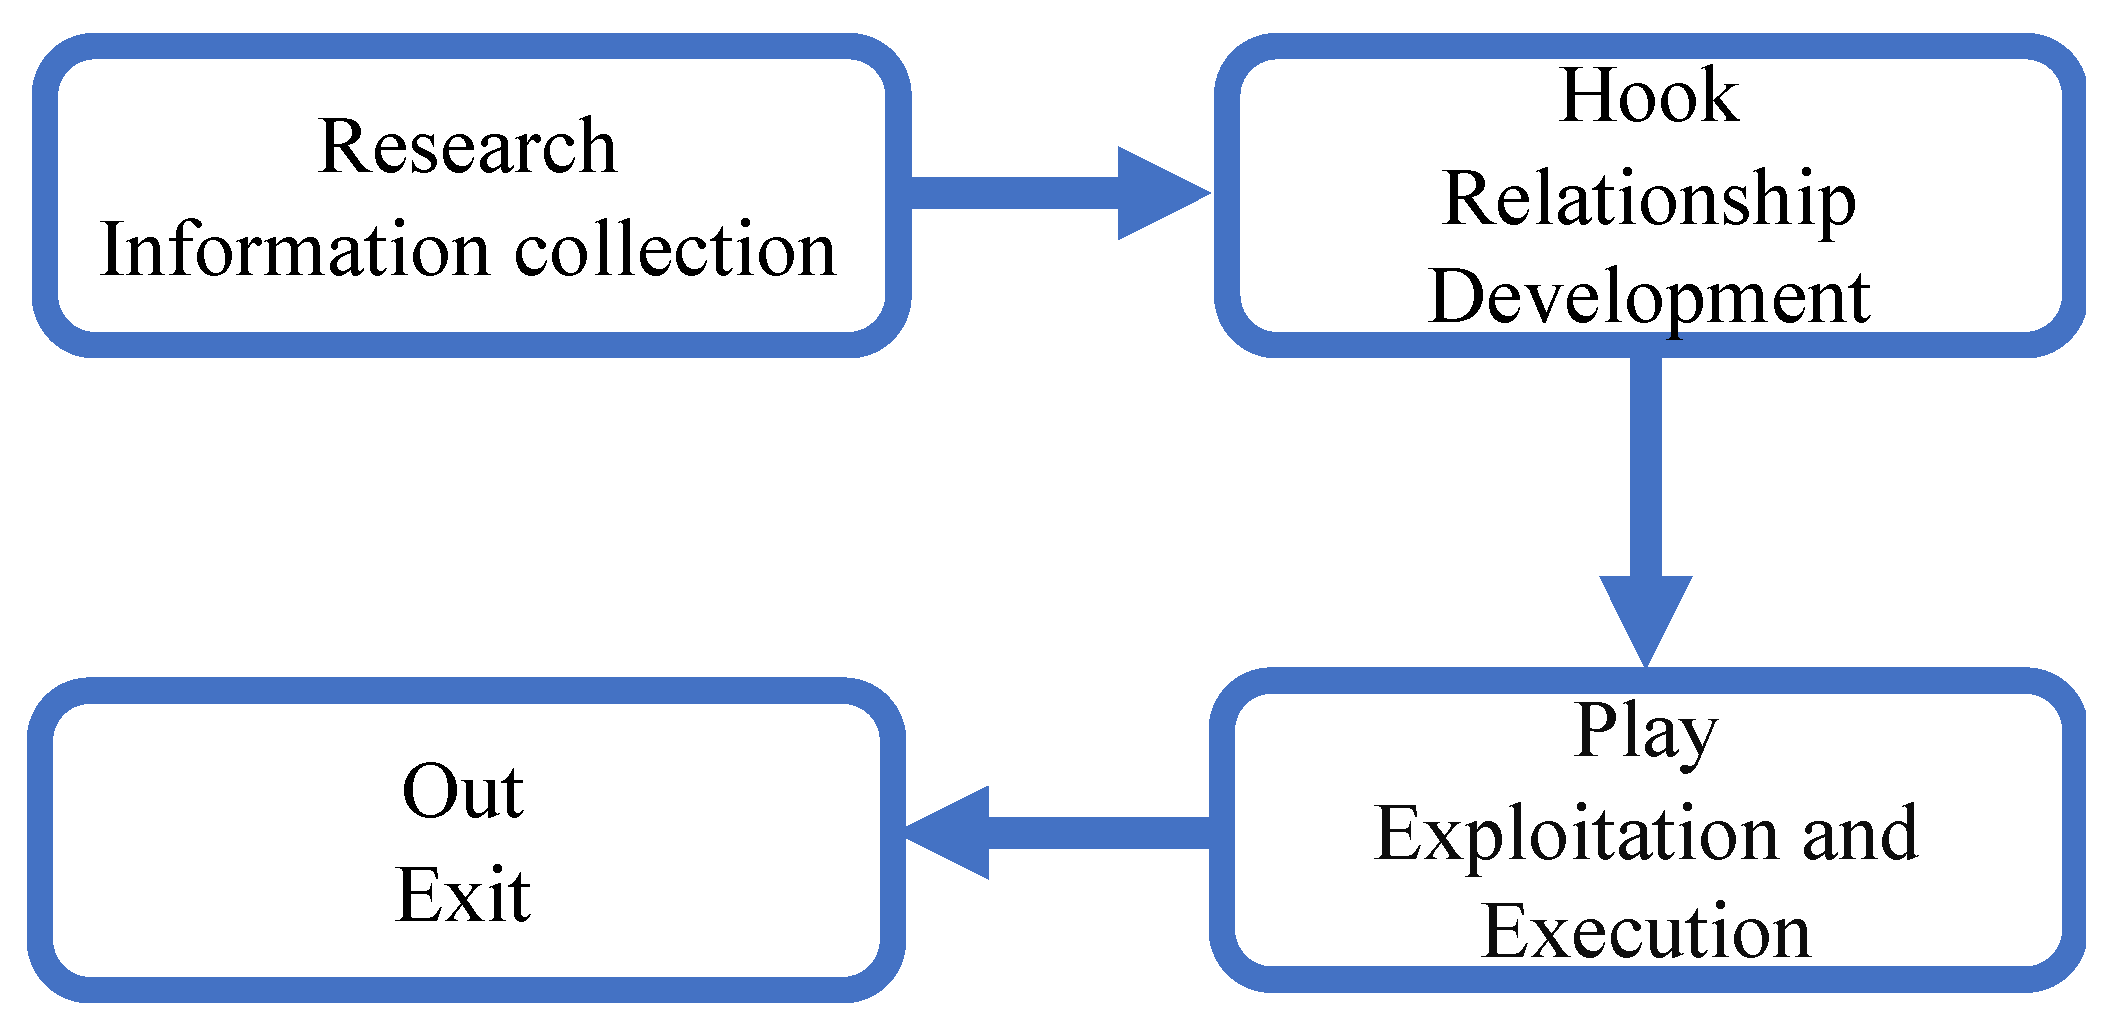 Research
Information collection
Hook
Relationship
Development
Play
Exploitation and
Execution
Out
Exit